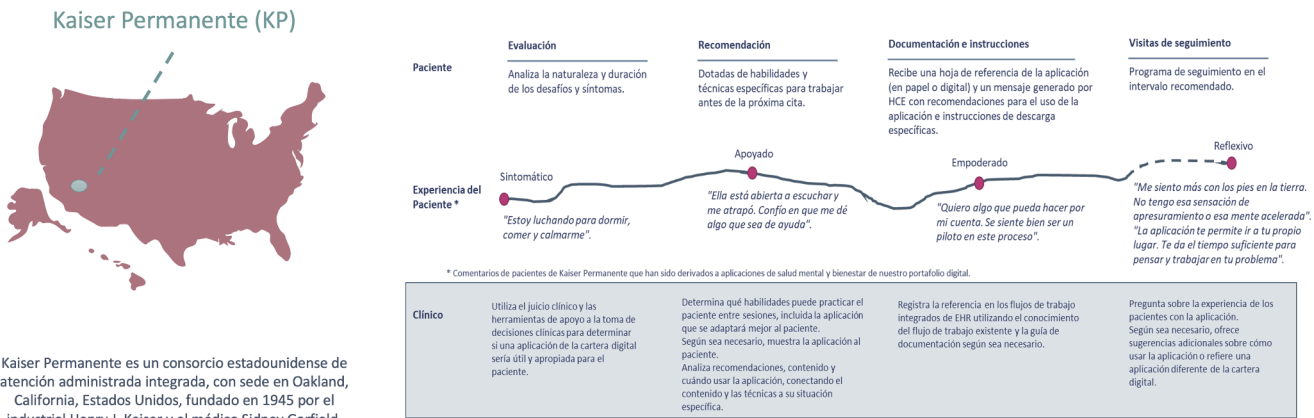 Kaiser Permanente (KP)
Kaiser Permanente es un consorcio estadounidense de
atención administrada integrada, con sede en Oakland,
California, Estados Unidos, fundado en 1945 por el
industrial Henry J. Kaiser y el médico Sidney Garfield
Paciente
Evaluación
Analiza la naturaleza y duración
de los desafíos y síntomas.
Recomendación
Dotadas de habilidades y
técnicas específicas para trabajar
antes de la próxima cita.
Documentación e instrucciones
Recibe una hoja de referencia de la aplicación
(en papel o digital) y un mensaje generado por
HCE con recomendaciones para el uso de la
aplicación e instrucciones de descarga
específicas.
Visitas de seguimiento
Programa de seguimiento en el
intervalo recomendado.
Experiencia del
Paciente *
Sintomático
"Estoy luchando para dormir,
comer y calmarme".
Apoyado
"Ella está abierta a escuchar y
me atrapó. Confío en que me dé
algo que sea de ayuda".
Empoderado
"Quiero algo que pueda hacer por
mi cuenta. Se siente bien ser un
piloto en este proceso".
Reflexivo
"Me siento más con los pies en la tierra.
No tengo esa sensación de
apresuramiento o esa mente acelerada".
"La aplicación te permite ir a tu propio
lugar. Te da el tiempo suficiente para
pensar y trabajar en tu problema".
* Comentarios de pacientes de Kaiser Permanente que han sido derivados a aplicaciones de salud mental y bienestar de nuestro portafolio digital.
Clínico
Utiliza el juicio clínico y las
herramientas de apoyo a la toma de
decisiones clínicas para determinar
si una aplicación de la cartera digital
sería útil y apropiada para el
paciente.
Determina qué habilidades puede practicar el
paciente entre sesiones, incluida la aplicación
que se adaptará mejor al paciente.
Según sea necesario, muestra la aplicación al
paciente.
Analiza recomendaciones, contenido y
cuándo usar la aplicación, conectando el
contenido y las técnicas a su situación
específica.
Registra la referencia en los flujos de trabajo
integrados de EHR utilizando el conocimiento
del flujo de trabajo existente y la guía de
documentación según sea necesario.
Pregunta sobre la experiencia de los
pacientes con la aplicación.
Según sea necesario, ofrece
sugerencias adicionales sobre cómo
usar la aplicación o refiere una
aplicación diferente de la cartera
digital.